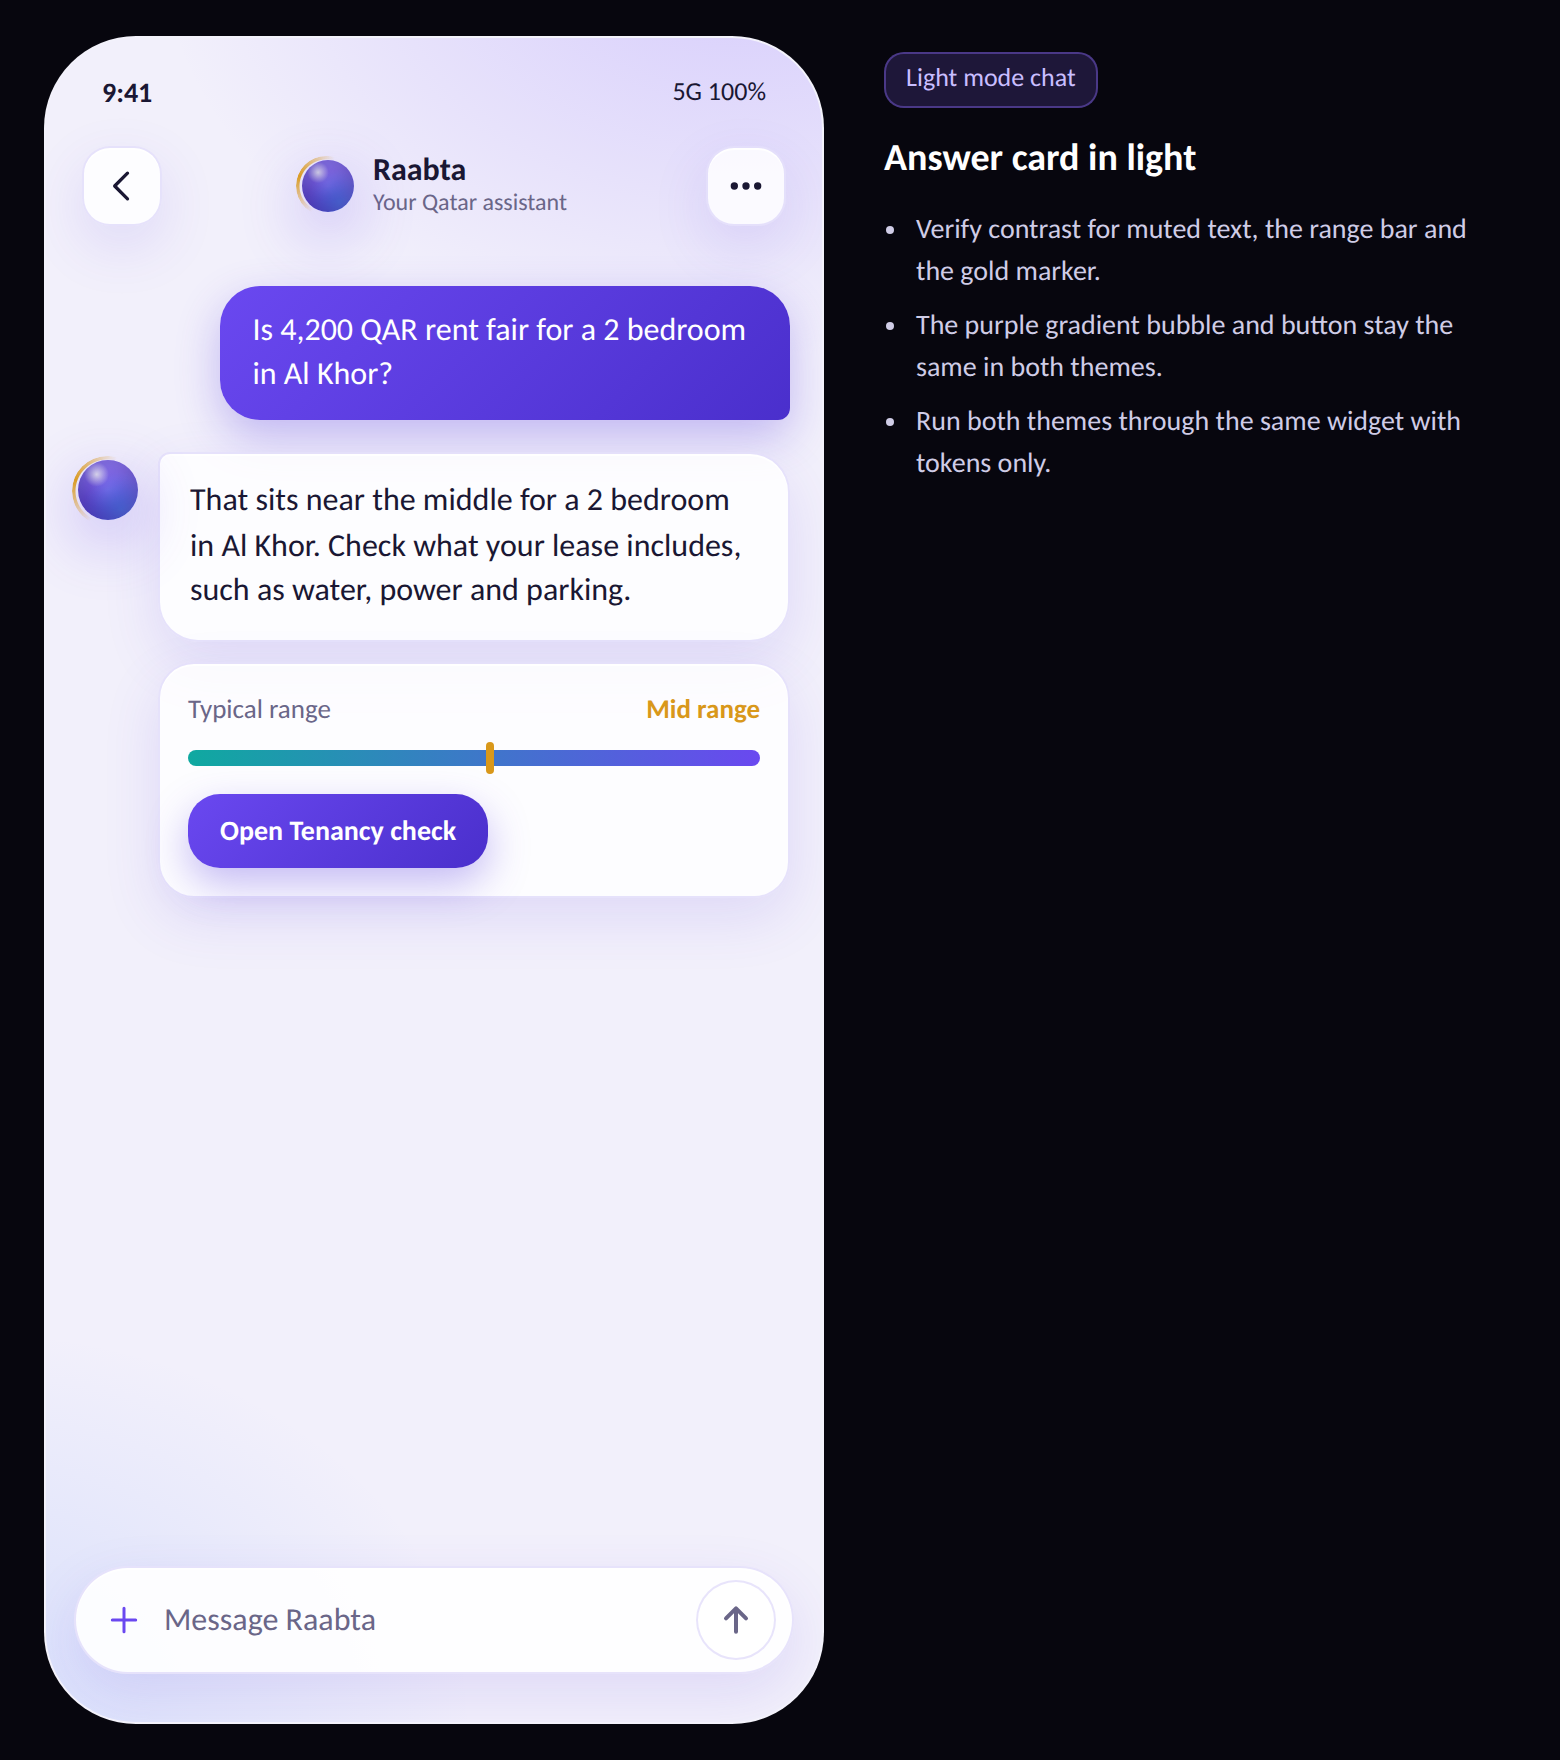 9:41
5G 100%
Raabta
Your Qatar assistant
Is 4,200 QAR rent fair for a 2 bedroom
in Al Khor?
That sits near the middle for a 2 bedroom
in Al Khor. Check what your lease includes,
such as water, power and parking.
Typical range
Mid range
Open Tenancy check
Message Raabta
Light mode chat
Answer card in light
• Verify contrast for muted text, the range bar and
the gold marker.
• The purple gradient bubble and button stay the
same in both themes.
• Run both themes through the same widget with
tokens only.